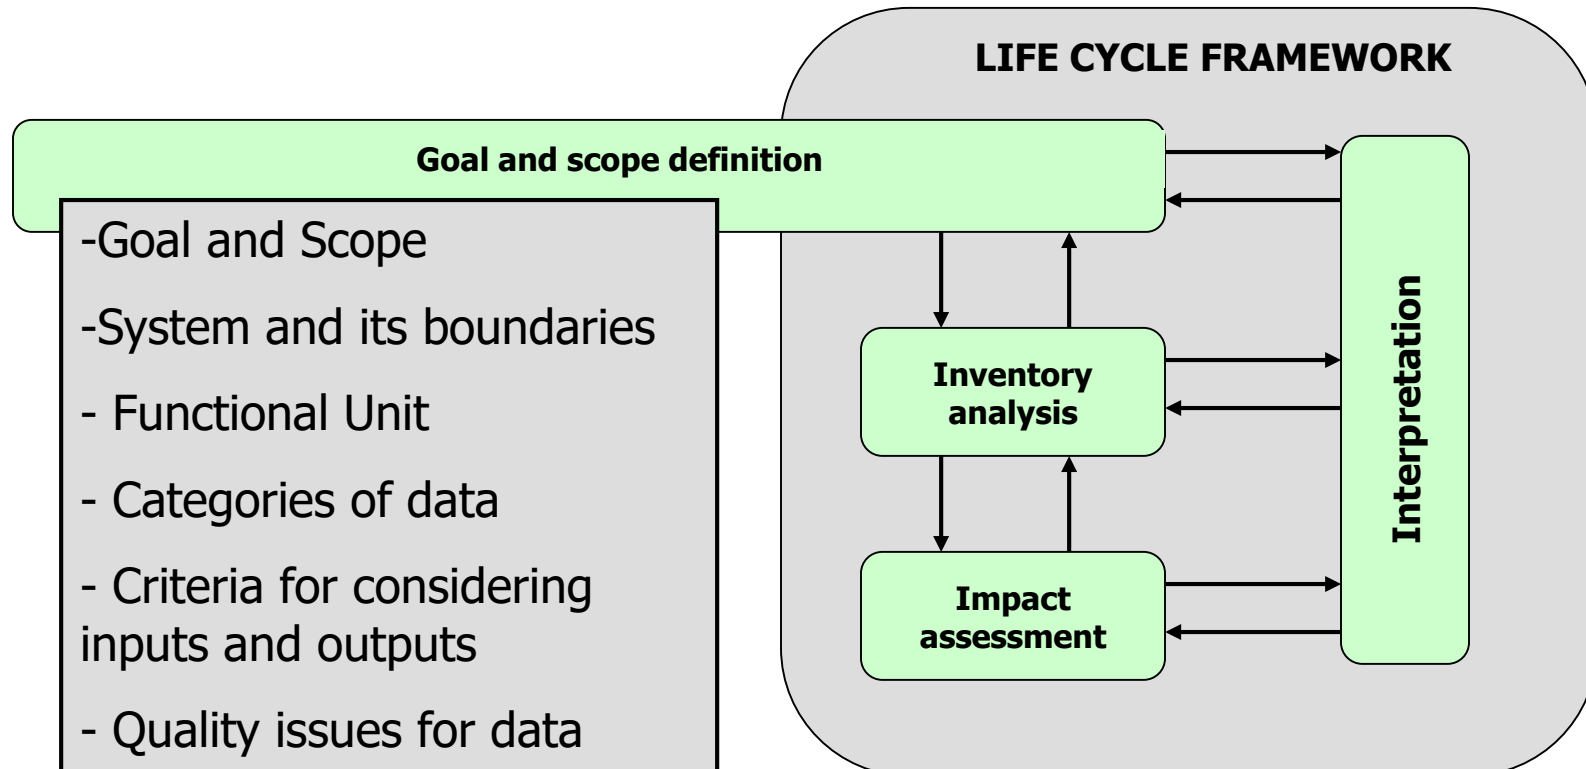 LIFE CYCLE FRAMEWORK
Goal and scope definition
-Goal and Scope
-System and its boundaries
- Functional Unit
- Categories of data
- Criteria for considering
inputs and outputs
- Quality issues for data
Inventory
analysis
Impact
assessment
Interpretation